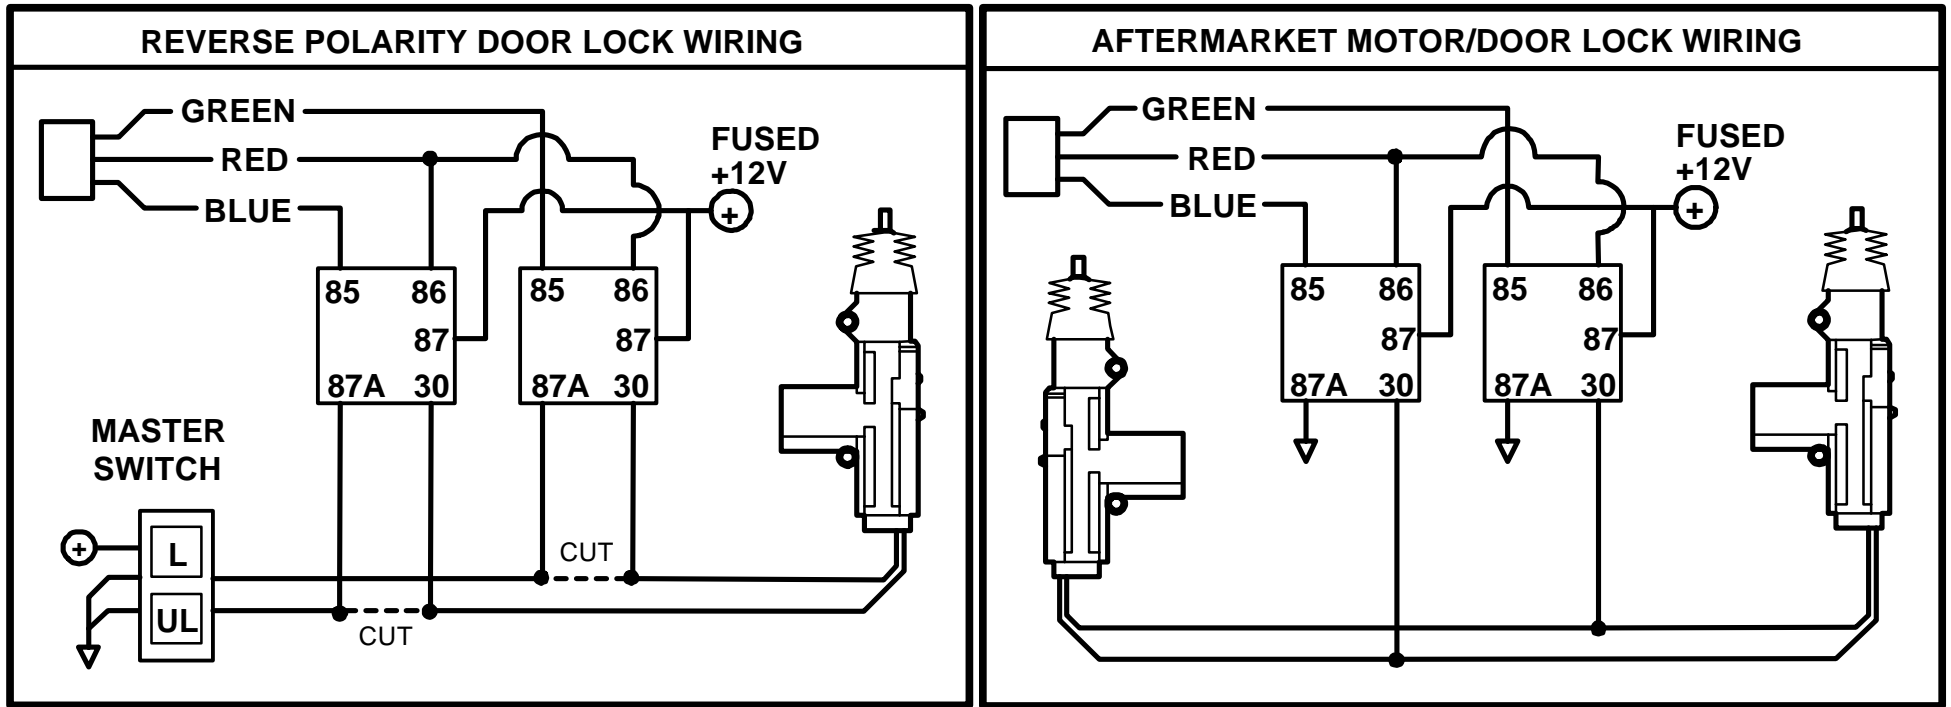 REVERSE POLARITY DOOR LOCK WIRING
GREEN
RED
BLUE
FUSED
+12V
+
85 86
87
87A 30
85 86
87
87A 30
MASTER
SWITCH
+
L
UL
CUT
CUT
AFTERMARKET MOTOR/DOOR LOCK WIRING
GREEN
RED
BLUE
FUSED
+12V
+
85 86
87
87A 30
85 86
87
87A 30